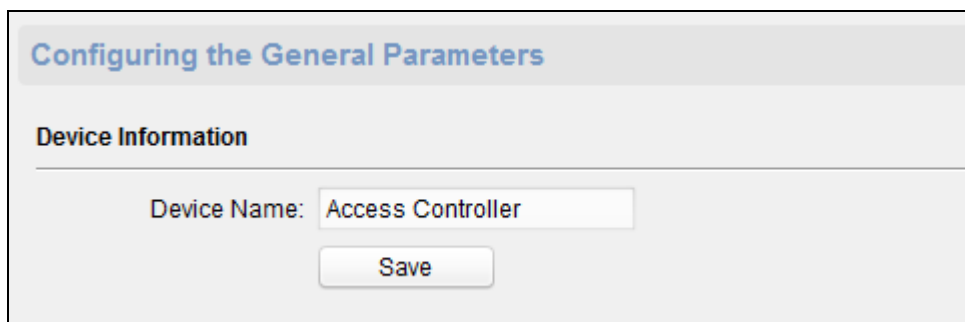 Configuring the General Parameters
Device Information
Device Name: Access Controller
Save